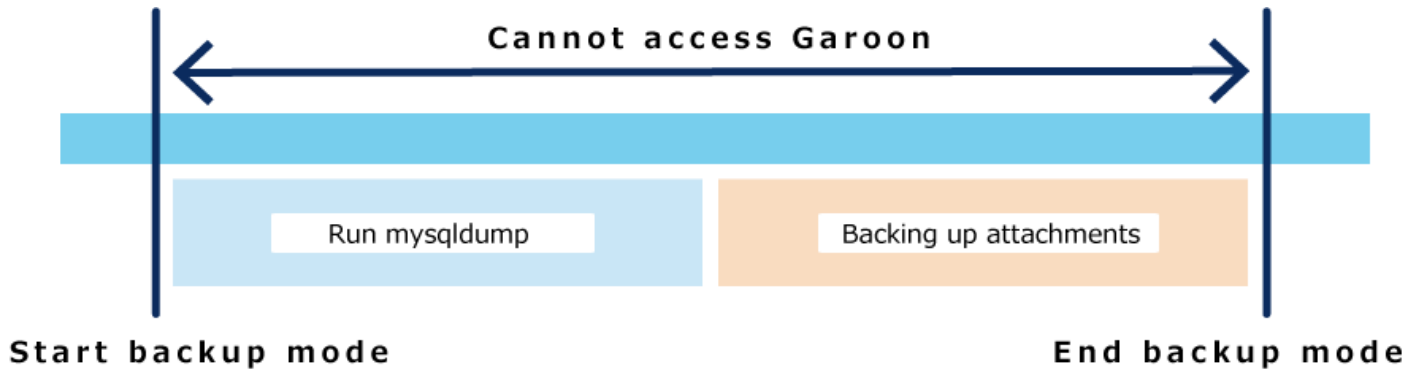 Cannot access Garoon
Run mysqldump
Backing up attachments
Start backup mode
End backup mode